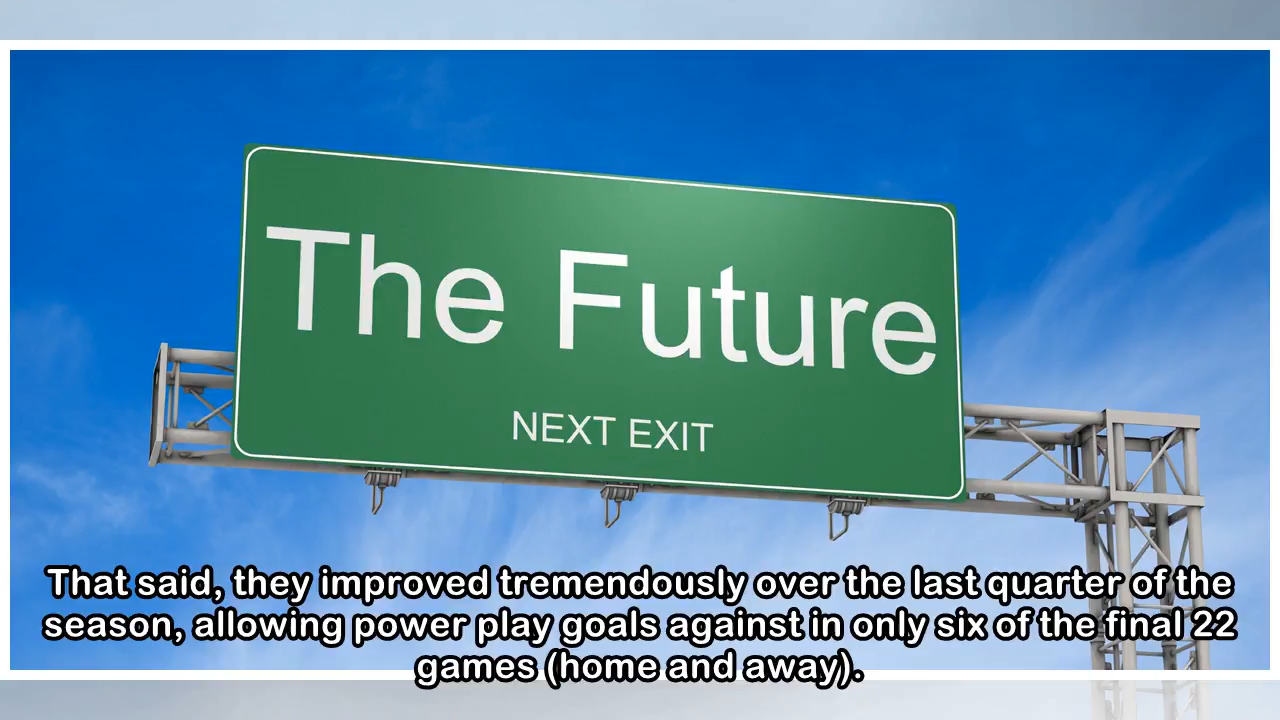 The Future
NEXT EXIT
That said, they improved tremendously over the last quarter of the
season, allowing power play goals against in only six of the final 22
games (home and away).